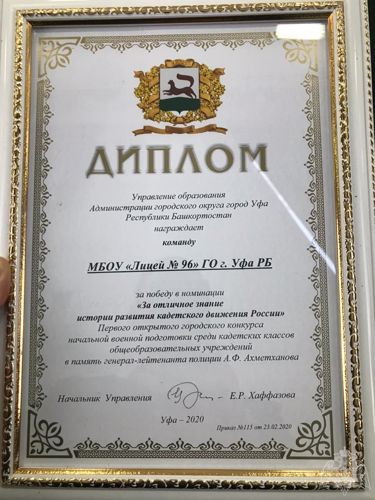 ДИПЛОМ
Управление образования
Администрации городского округа город Уфа
Республики Башкортостан
награждает
команду
МБОУ «Лицей № 96» ГО г. Уфа РБ
за победу в номинации
«За отличное знание
истории развития кадетского движения России»
Первого открытого городского конкурса
начальной военной подготовки среди кадетских классов
общеобразовательных учреждений
в память генерал-лейтенанта полиции А.Ф. Ахметханова
Начальник Управления Е.Р. Хаффазова
Уфа – 2020
Приказ №115 от 25.02.2020